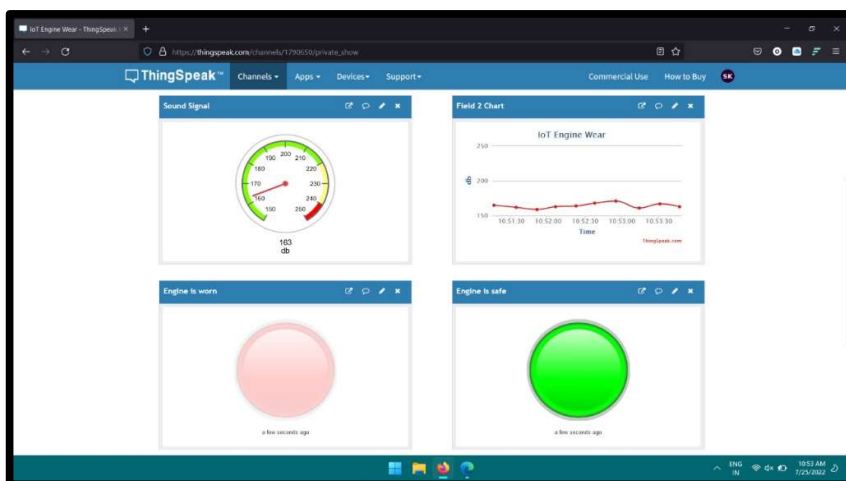 IoT Engine Wear - ThingSpeak I
https://thingspeak.com/channels/1790650/private_show
ThingSpeak™ Channels Apps Devices Support Commercial Use How to Buy SK
Sound Signal
150
160
170
180
190
200
210
220
230
240
250
163
db
Field 2 Chart
IoT Engine Wear
db
250
200
150
10:51:30 10:52:00 10:52:30 10:53:00 10:53:30
Time
ThingSpeak.com
Engine is worn
a few seconds ago
Engine is safe
a few seconds ago
ENG
IN
10:53 AM
7/25/2022